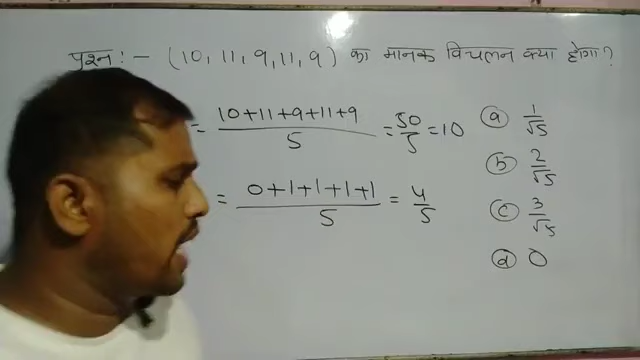 प्रश्न :- (10, 11, 9, 11, 9) का मानक विचलन क्या होगा?
= 10+11+9+11+9 / 5 = 50/5 = 10
= 0+1+1+1+1 / 5 = 4/5
(a) 1/√5
(b) 2/√5
(c) 3/√5
(d) 0